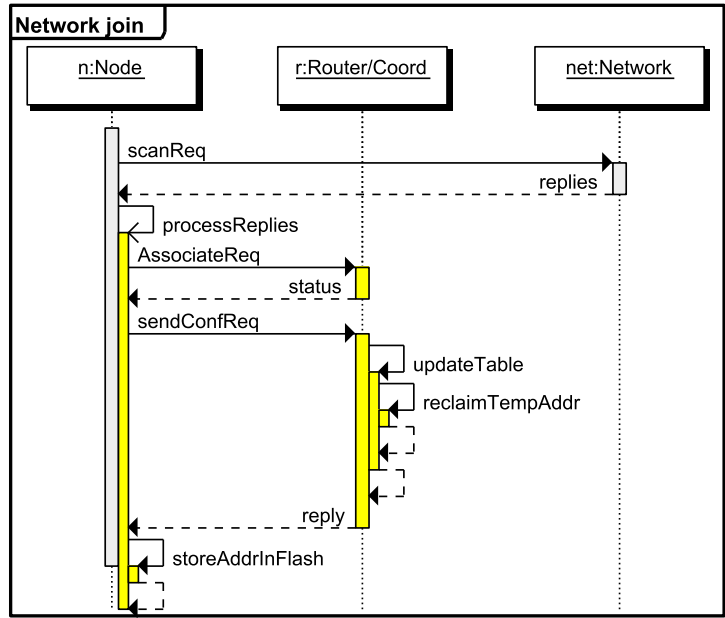 Network join
n:Node
r:Router/Coord
net:Network
scanReq
replies
processReplies
AssociateReq
status
sendConfReq
updateTable
reclaimTempAddr
reply
storeAddrInFlash